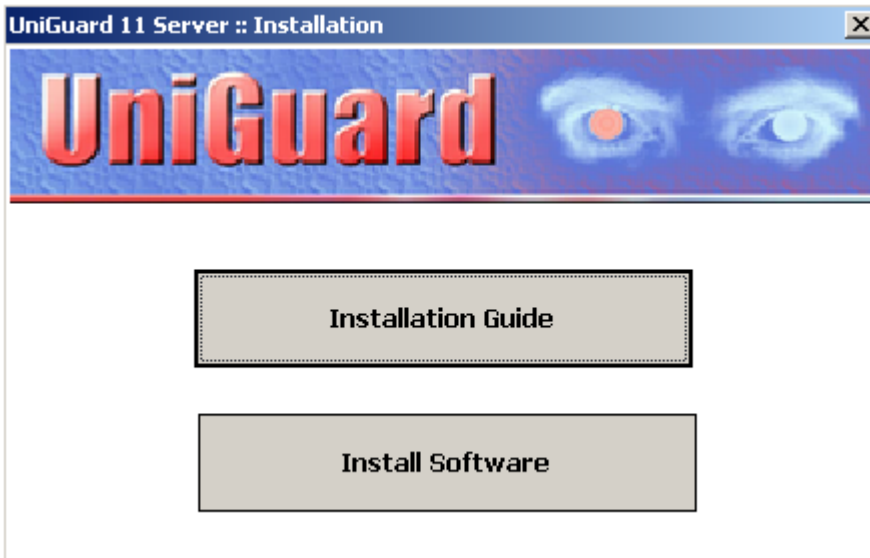 UniGuard 11 Server :: Installation
UniGuard
Installation Guide
Install Software